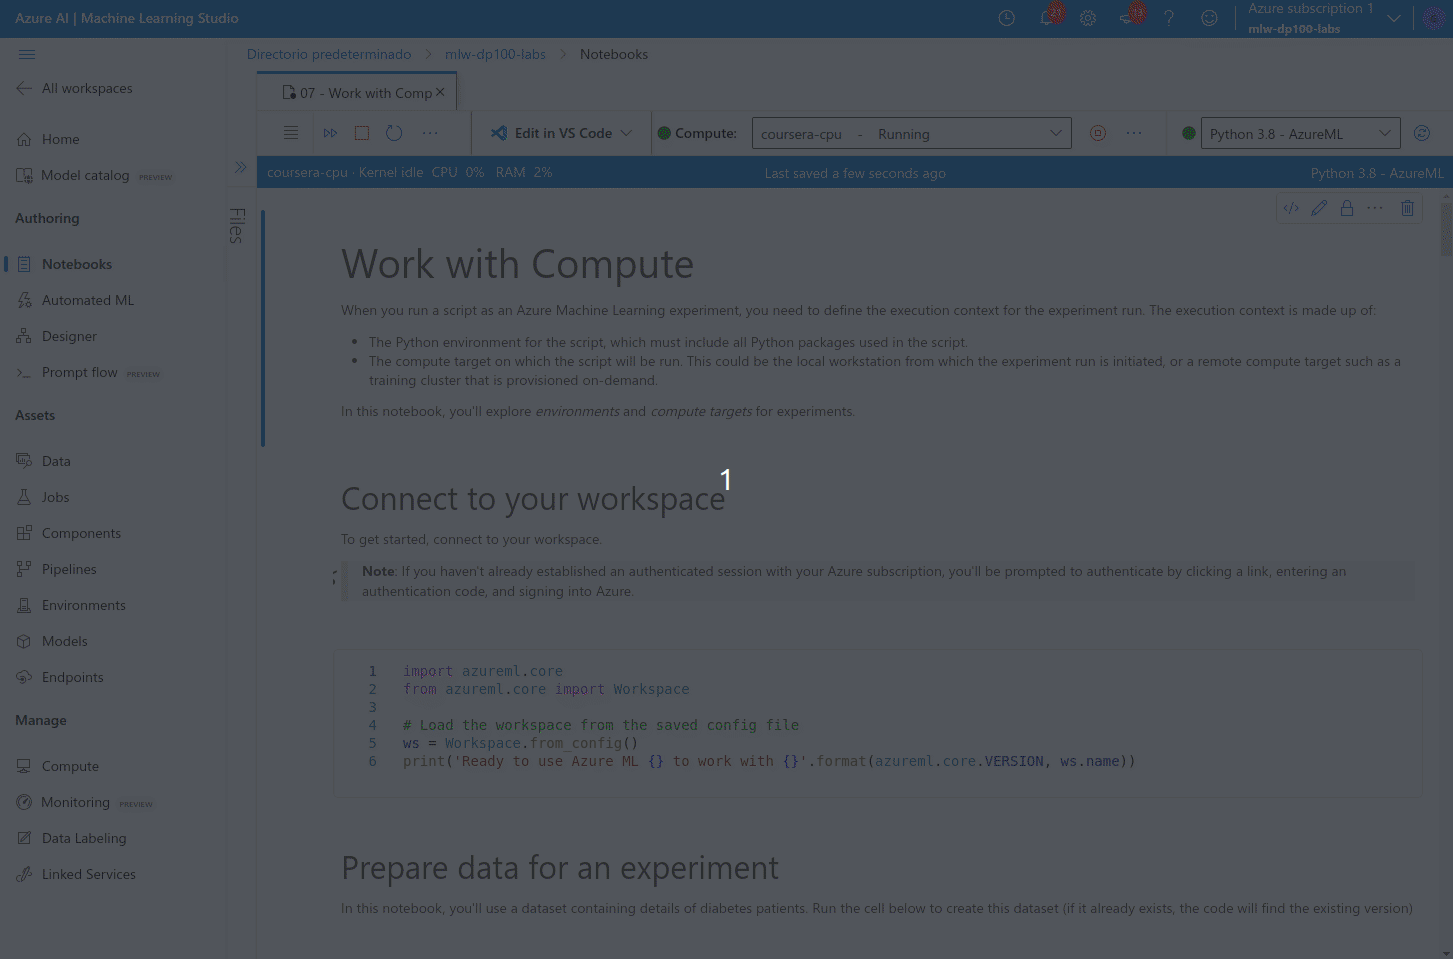 Azure AI | Machine Learning Studio
Azure subscription 1
mlw-dp100-labs
Directorio predeterminado > mlw-dp100-labs > Notebooks
All workspaces
Home
Model catalog PREVIEW
Authoring
Notebooks
Automated ML
Designer
Prompt flow PREVIEW
Assets
Data
Jobs
Components
Pipelines
Environments
Models
Endpoints
Manage
Compute
Monitoring PREVIEW
Data Labeling
Linked Services
Files
07 - Work with Comp
Edit in VS Code
Compute:
coursera-cpu - Running
Python 3.8 - AzureML
coursera-cpu · Kernel idle CPU 0% RAM 2%
Last saved a few seconds ago
Python 3.8 - AzureML
Work with Compute
When you run a script as an Azure Machine Learning experiment, you need to define the execution context for the experiment run. The execution context is made up of:
• The Python environment for the script, which must include all Python packages used in the script.
• The compute target on which the script will be run. This could be the local workstation from which the experiment run is initiated, or a remote compute target such as a
training cluster that is provisioned on-demand.
In this notebook, you'll explore environments and compute targets for experiments.
1
Connect to your workspace
To get started, connect to your workspace.
Note: If you haven't already established an authenticated session with your Azure subscription, you'll be prompted to authenticate by clicking a link, entering an
authentication code, and signing into Azure.
1 import azureml.core
2 from azureml.core import Workspace
3
4 # Load the workspace from the saved config file
5 ws = Workspace.from_config()
6 print('Ready to use Azure ML {} to work with {}'.format(azureml.core.VERSION, ws.name))
Prepare data for an experiment
In this notebook, you'll use a dataset containing details of diabetes patients. Run the cell below to create this dataset (if it already exists, the code will find the existing version)